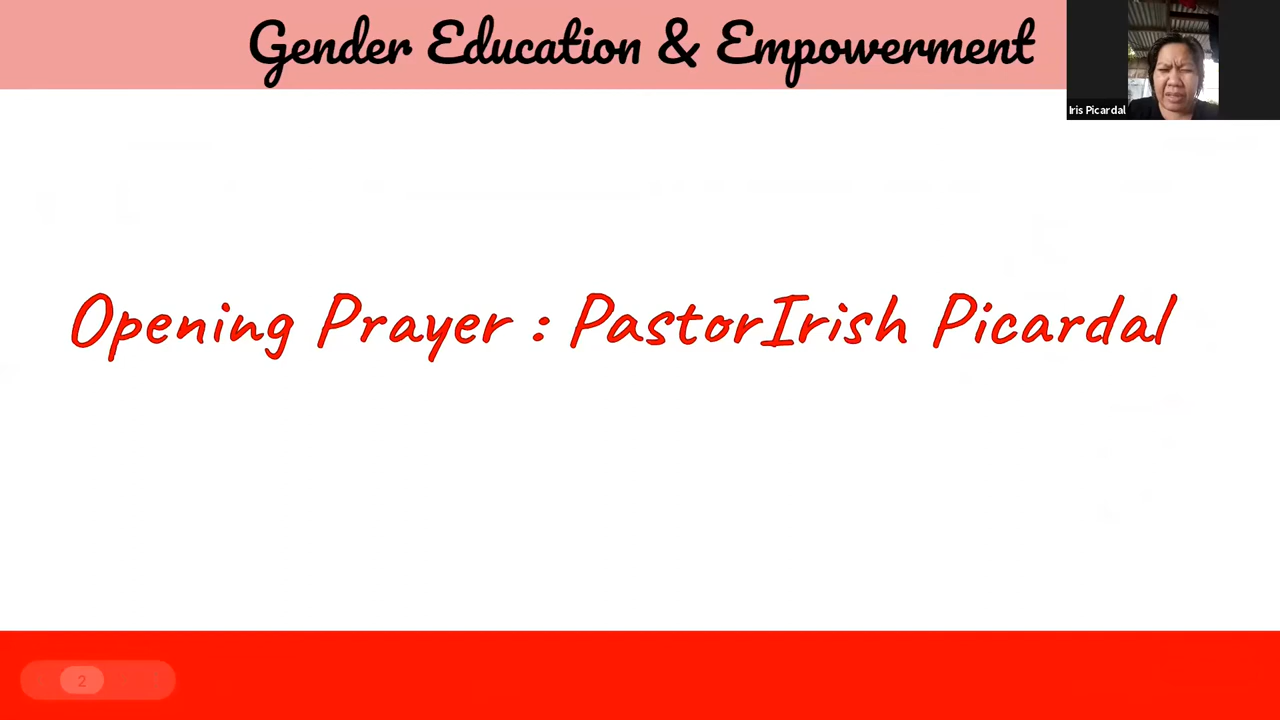 Gender Education & Empowerment
Iris Picardal
Opening Prayer : PastorIrish Picardal
2